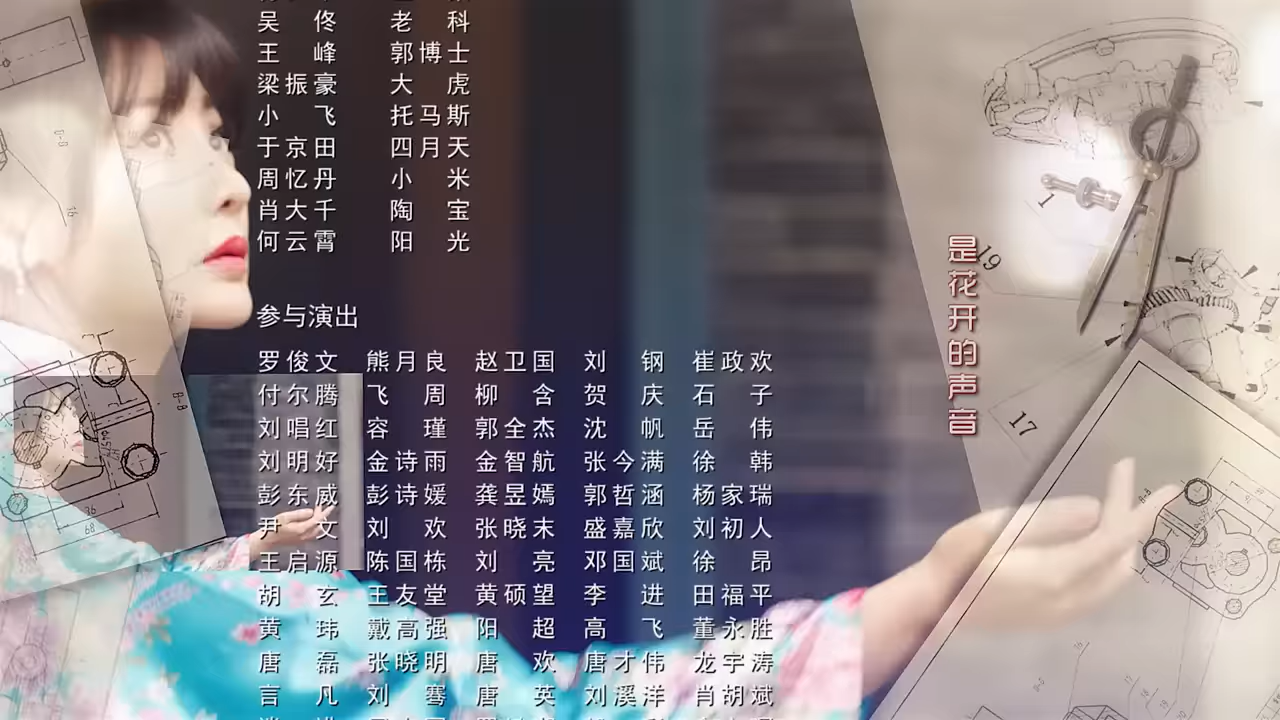 吴佟 老科
王峰 郭博士
梁振豪 大虎
小飞 托马斯
于京田 四月天
周忆丹 小米
肖大千 陶宝
何云霄 阳光
参与演出
罗俊文 熊月良 赵卫国 刘钢 崔政欢
付尔腾 飞周 柳含 贺庆 石子
刘唱红 容瑾 郭全杰 沈帆 岳伟
刘明好 金诗雨 金智航 张今满 徐韩
彭东威 彭诗媛 龚昱嫣 郭哲涵 杨家瑞
尹文 刘欢 张晓末 盛嘉欣 刘初人
王启源 陈国栋 刘亮 邓国斌 徐昂
胡玄 王友堂 黄硕望 李进 田福平
黄玮 戴高强 阳超 高飞 董永胜
唐磊 张晓明 唐欢 唐才伟 龙宇涛
言凡 刘骞 唐英 刘溪洋 肖胡斌
是花开的声音
1
19
17
16
36
68
B-B